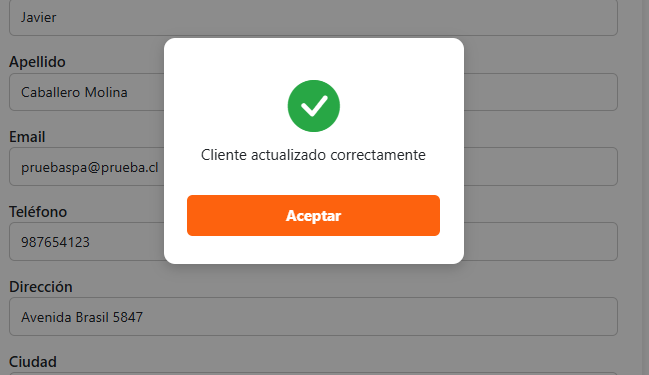 Javier
Apellido
Caballero Molina
Email
pruebaspa@prueba.cl
Teléfono
987654123
Dirección
Avenida Brasil 5847
Ciudad
Cliente actualizado correctamente
Aceptar